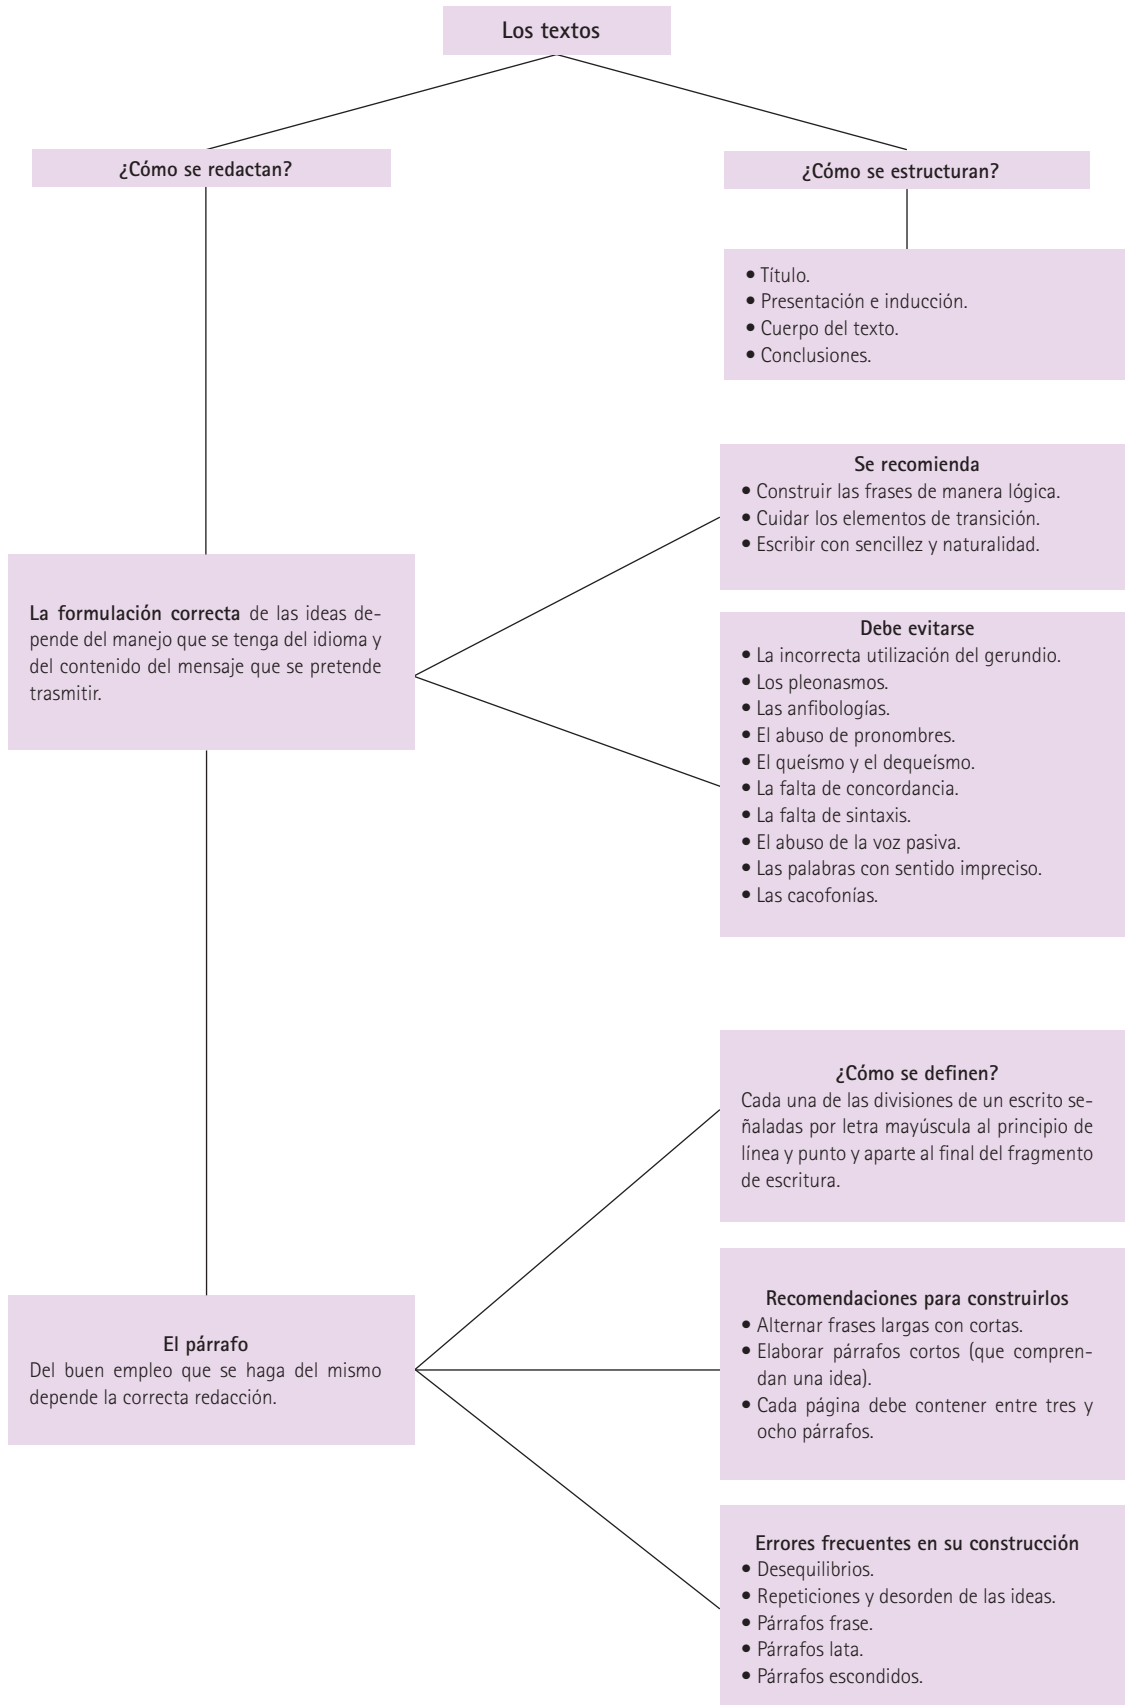 Los textos
¿Cómo se redactan?
¿Cómo se estructuran?
• Título.
• Presentación e inducción.
• Cuerpo del texto.
• Conclusiones.
Se recomienda
• Construir las frases de manera lógica.
• Cuidar los elementos de transición.
• Escribir con sencillez y naturalidad.
La formulación correcta de las ideas de-
pende del manejo que se tenga del idioma y
del contenido del mensaje que se pretende
trasmitir.
Debe evitarse
• La incorrecta utilización del gerundio.
• Los pleonasmos.
• Las anfibologías.
• El abuso de pronombres.
• El queísmo y el dequeísmo.
• La falta de concordancia.
• La falta de sintaxis.
• El abuso de la voz pasiva.
• Las palabras con sentido impreciso.
• Las cacofonías.
¿Cómo se definen?
Cada una de las divisiones de un escrito se-
ñaladas por letra mayúscula al principio de
línea y punto y aparte al final del fragmento
de escritura.
El párrafo
Del buen empleo que se haga del mismo
depende la correcta redacción.
Recomendaciones para construirlos
• Alternar frases largas con cortas.
• Elaborar párrafos cortos (que compren-
dan una idea).
• Cada página debe contener entre tres y
ocho párrafos.
Errores frecuentes en su construcción
• Desequilibrios.
• Repeticiones y desorden de las ideas.
• Párrafos frase.
• Párrafos lata.
• Párrafos escondidos.